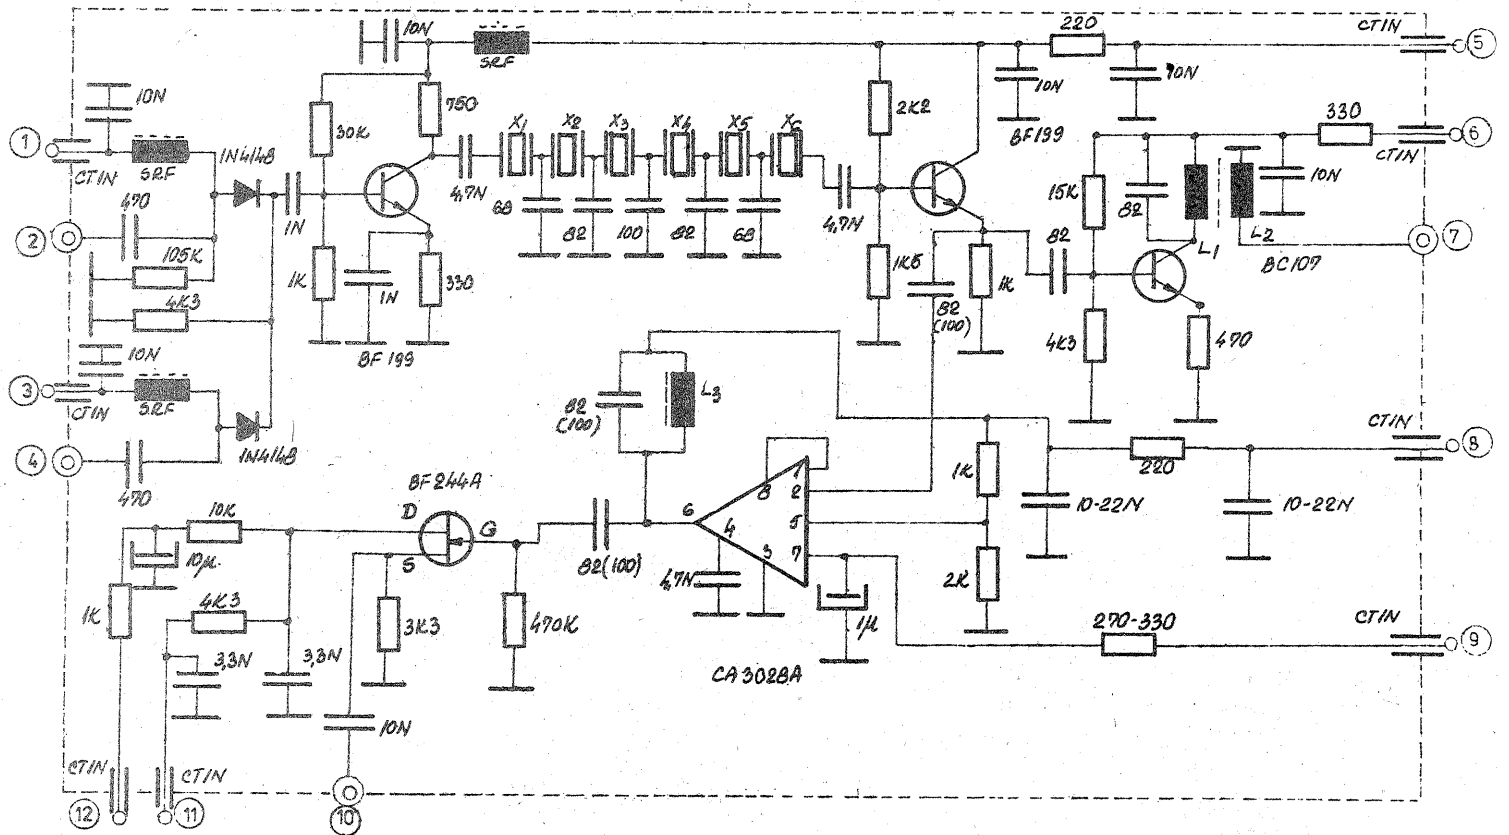 10N
SRF
220
CTIN
5
10N
10N
10N
750
30K
2K2
BF199
330
6
CTIN
1
CTIN
SRF
1N4148
X1
X2
X3
X4
X5
X6
15K
82
10N
L1
L2
7
BC107
470
2
1N
4,7N
68
82
100
82
68
4,7N
82
105K
1K
1N
330
1K5
1K
82
(100)
4K3
470
4K3
BF199
10N
3
CTIN
SRF
82
(100)
L3
CTIN
8
4
1N4148
470
1K
220
10-22N
10-22N
BF244A
D
G
S
8
1
2
6
4
5
3
7
10K
10µ
82(100)
4,7N
2K
1K
4K3
3K3
470K
1µ
270-330
CTIN
9
3,3N
3,3N
CA3028A
10N
CTIN
CTIN
12
11
10